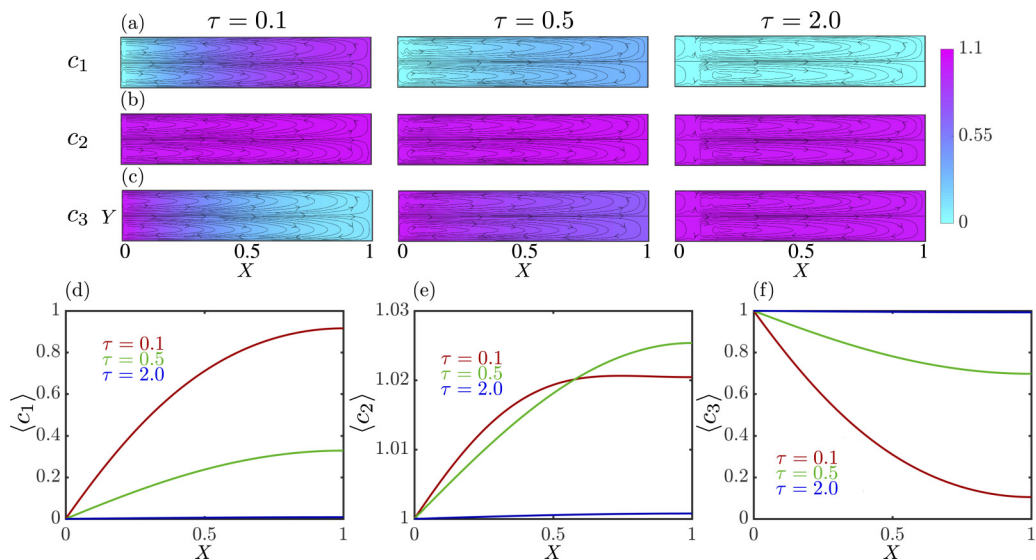 τ = 0.1 τ = 0.5 τ = 2.0
(a)
c₁
(b)
c₂
(c)
c₃ Y
0 0.5 1 0 0.5 1 0 0.5 1
X X X
1.1
0.55
0
(d) (e) (f)
1
0.8
0.6
0.4
0.2
0
⟨c₁⟩
τ = 0.1
τ = 0.5
τ = 2.0
0 0.5 1
X
1.03
1.02
1.01
1
⟨c₂⟩
τ = 0.1
τ = 0.5
τ = 2.0
0 0.5 1
X
1
0.8
0.6
0.4
0.2
0
⟨c₃⟩
τ = 0.1
τ = 0.5
τ = 2.0
0 0.5 1
X